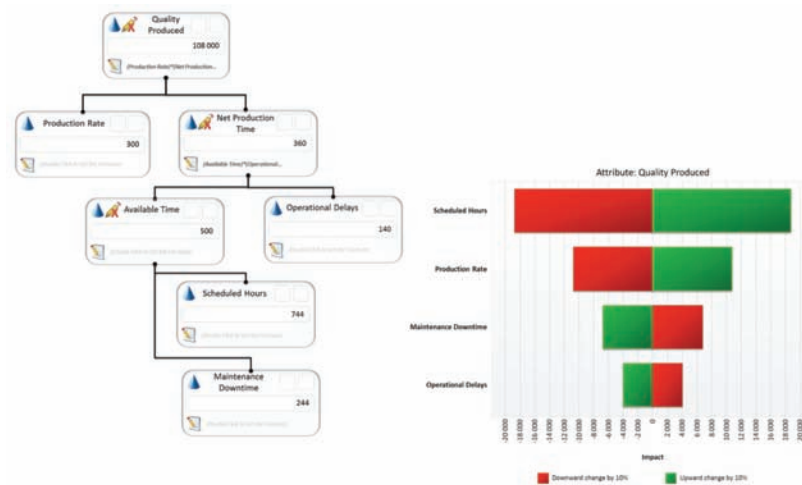 Quality
Produced
108 000
(Production Rate)*(Net Production...
Production Rate
300
Net Production
Time
360
(Available Time)*(Operational...
Available Time
500
Operational Delays
140
Scheduled Hours
744
Maintenance
Downtime
244
Attribute: Quality Produced
Scheduled Hours
Production Rate
Maintenance Downtime
Operational Delays
-20 000
-18 000
-16 000
-14 000
-12 000
-10 000
-8 000
-6 000
-4 000
-2 000
0
2 000
4 000
6 000
8 000
10 000
12 000
14 000
16 000
18 000
20 000
Impact
Downward change by 10%
Upward change by 10%